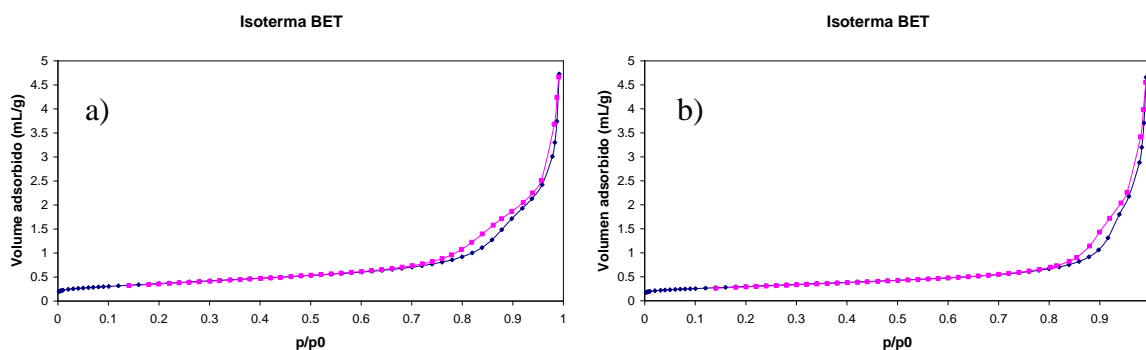 Isoterma BET
a)
Volume adsorbido (mL/g)
5
4.5
4
3.5
3
2.5
2
1.5
1
0.5
0
0 0.1 0.2 0.3 0.4 0.5 0.6 0.7 0.8 0.9 1
p/p0
Isoterma BET
b)
Volumen adsorbido (mL/g)
5
4.5
4
3.5
3
2.5
2
1.5
1
0.5
0
0 0.1 0.2 0.3 0.4 0.5 0.6 0.7 0.8 0.9
p/p0